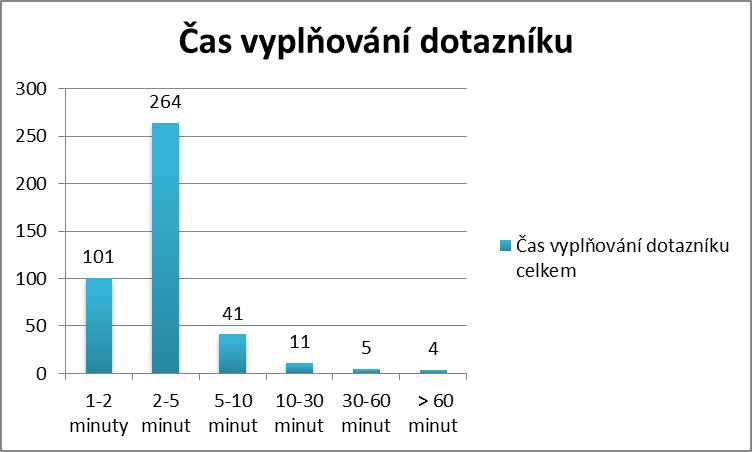 Čas vyplňování dotazníku
300
250
200
150
100
50
0
101
264
41
11
5
4
1-2
minuty
2-5
minut
5-10
minut
10-30
minut
30-60
minut
> 60
minut
Čas vyplňování dotazníku
celkem